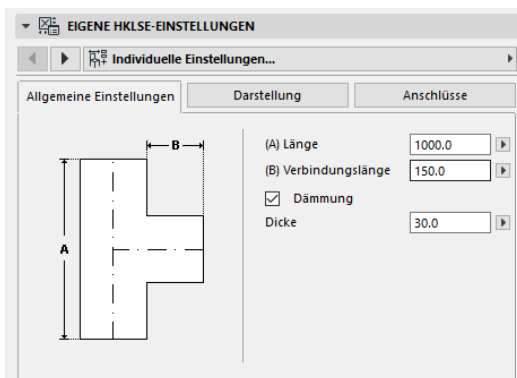 EIGENE HKLSE-EINSTELLUNGEN
Individuelle Einstellungen...
Allgemeine Einstellungen Darstellung Anschlüsse
B
A
(A) Länge 1000.0
(B) Verbindungslänge 150.0
Dämmung
Dicke 30.0